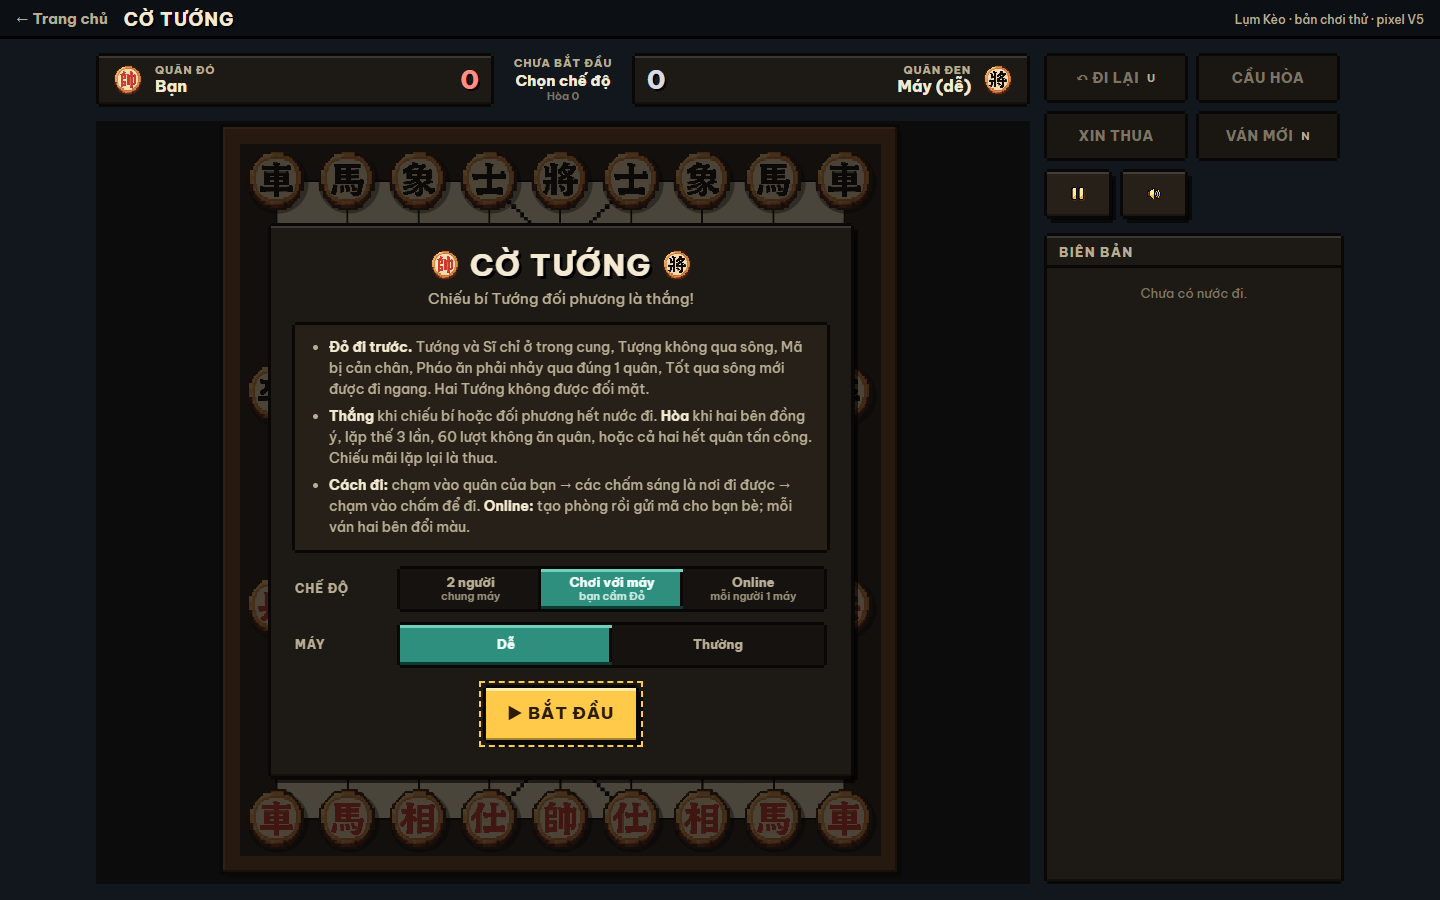 ← Trang chủ CỜ TƯỚNG
Lụm Kèo · bản chơi thử · pixel V5
帥 QUÂN ĐỎ
Bạn
0
CHƯA BẮT ĐẦU
Chọn chế độ
Hòa 0
0
QUÂN ĐEN
Máy (dễ)
將
ĐI LẠI U
CẦU HÒA
XIN THUA
VÁN MỚI N
BIÊN BẢN
Chưa có nước đi.
車 馬 象 士 將 士 象 馬 車
帥 CỜ TƯỚNG 將
Chiếu bí Tướng đối phương là thắng!
• Đỏ đi trước. Tướng và Sĩ chỉ ở trong cung, Tượng không qua sông, Mã
bị cản chân, Pháo ăn phải nhảy qua đúng 1 quân, Tốt qua sông mới
được đi ngang. Hai Tướng không được đối mặt.
• Thắng khi chiếu bí hoặc đối phương hết nước đi. Hòa khi hai bên đồng
ý, lặp thế 3 lần, 60 lượt không ăn quân, hoặc cả hai hết quân tấn công.
Chiếu mãi lặp lại là thua.
• Cách đi: chạm vào quân của bạn → các chấm sáng là nơi đi được →
chạm vào chấm để đi. Online: tạo phòng rồi gửi mã cho bạn bè; mỗi
ván hai bên đổi màu.
CHẾ ĐỘ
2 người
chung máy
Chơi với máy
bạn cầm Đỏ
Online
mỗi người 1 máy
MÁY
Dễ
Thường
▶ BẮT ĐẦU
車 馬 相 仕 帥 仕 相 馬 車